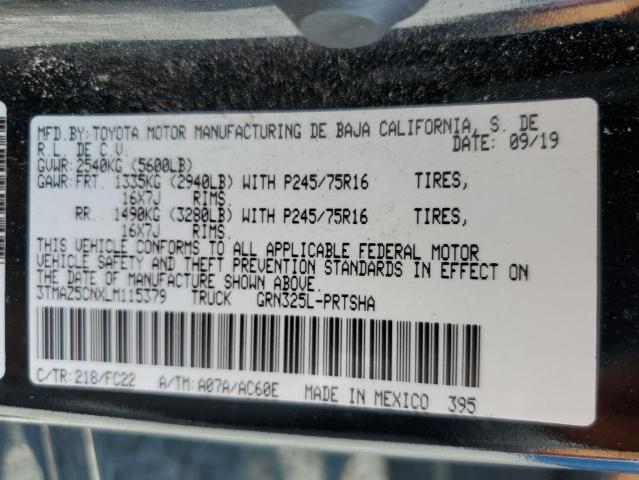 MFD.BY: TOYOTA MOTOR MANUFACTURING DE BAJA CALIFORNIA, S. DE
R.L. DE C.V. DATE: 09/19
GVWR: 2540KG (5600LB)
GAWR: FRT. 1335KG (2940LB) WITH P245/75R16 TIRES,
16X7J RIMS.
RR. 1490KG (3280LB) WITH P245/75R16 TIRES,
16X7J RIMS.
THIS VEHICLE CONFORMS TO ALL APPLICABLE FEDERAL MOTOR
VEHICLE SAFETY AND THEFT PREVENTION STANDARDS IN EFFECT ON
THE DATE OF MANUFACTURE SHOWN ABOVE.
3TMAZ5CNXLM115379 TRUCK GRN325L-PRTSHA
C/TR: 218/FC22 A/TM: A07A/AC60E MADE IN MEXICO 395